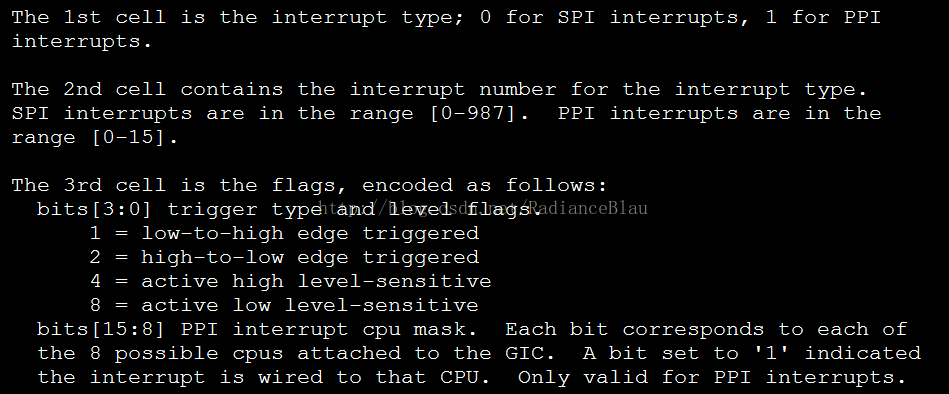 The 1st cell is the interrupt type; 0 for SPI interrupts, 1 for PPI
interrupts.
The 2nd cell contains the interrupt number for the interrupt type.
SPI interrupts are in the range [0-987].  PPI interrupts are in the
range [0-15].
The 3rd cell is the flags, encoded as follows:
bits[3:0] trigger type and level flags.
http://blog.csdn.net/RadianceBlau
1 = low-to-high edge triggered
2 = high-to-low edge triggered
4 = active high level-sensitive
8 = active low level-sensitive
bits[15:8] PPI interrupt cpu mask.  Each bit corresponds to each of
the 8 possible cpus attached to the GIC.  A bit set to '1' indicated
the interrupt is wired to that CPU.  Only valid for PPI interrupts.